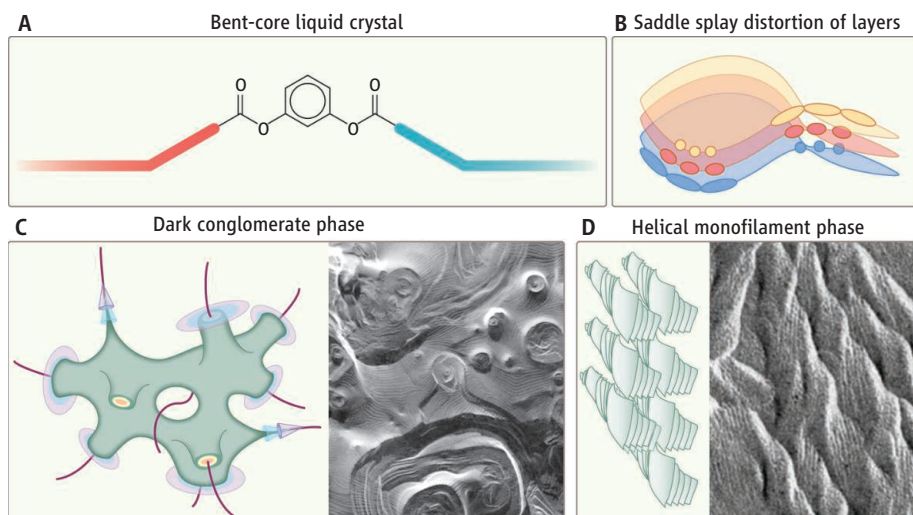 A Bent-core liquid crystal
B Saddle splay distortion of layers
O O
O O
C Dark conglomerate phase
D Helical monofilament phase